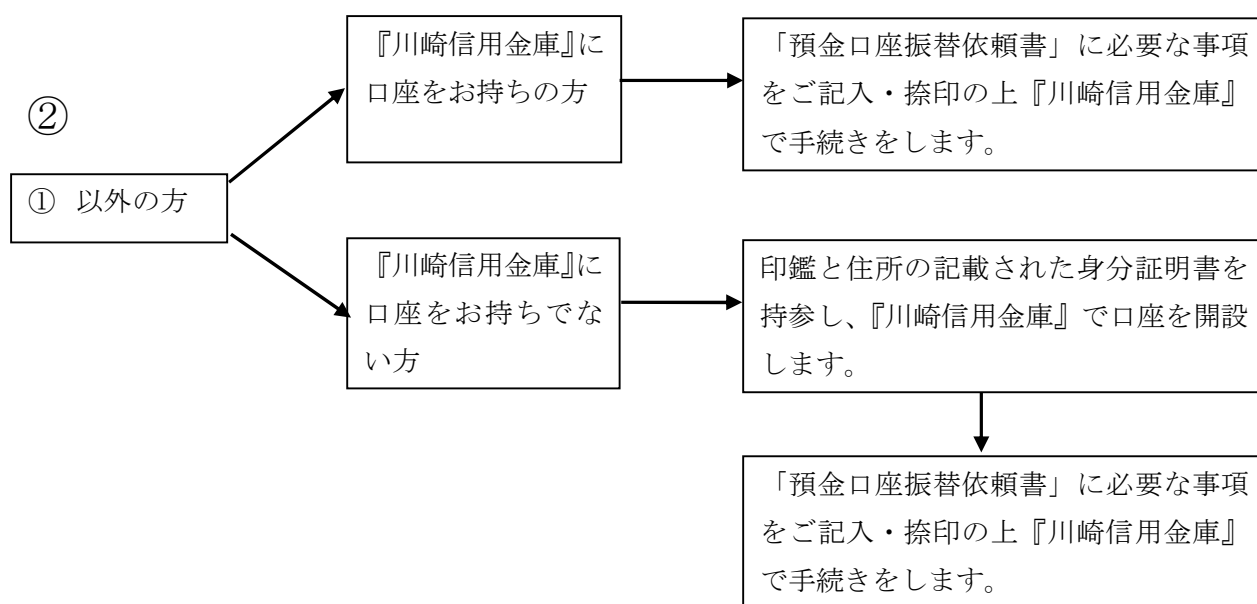 ②
① 以外の方
『川崎信用金庫』に
口座をお持ちの方
「預金口座振替依頼書」に必要な事項
をご記入・捺印の上『川崎信用金庫』
で手続きをします。
『川崎信用金庫』に
口座をお持ちでな
い方
印鑑と住所の記載された身分証明書を
持参し、『川崎信用金庫』で口座を開設
します。
「預金口座振替依頼書」に必要な事項
をご記入・捺印の上『川崎信用金庫』
で手続きをします。